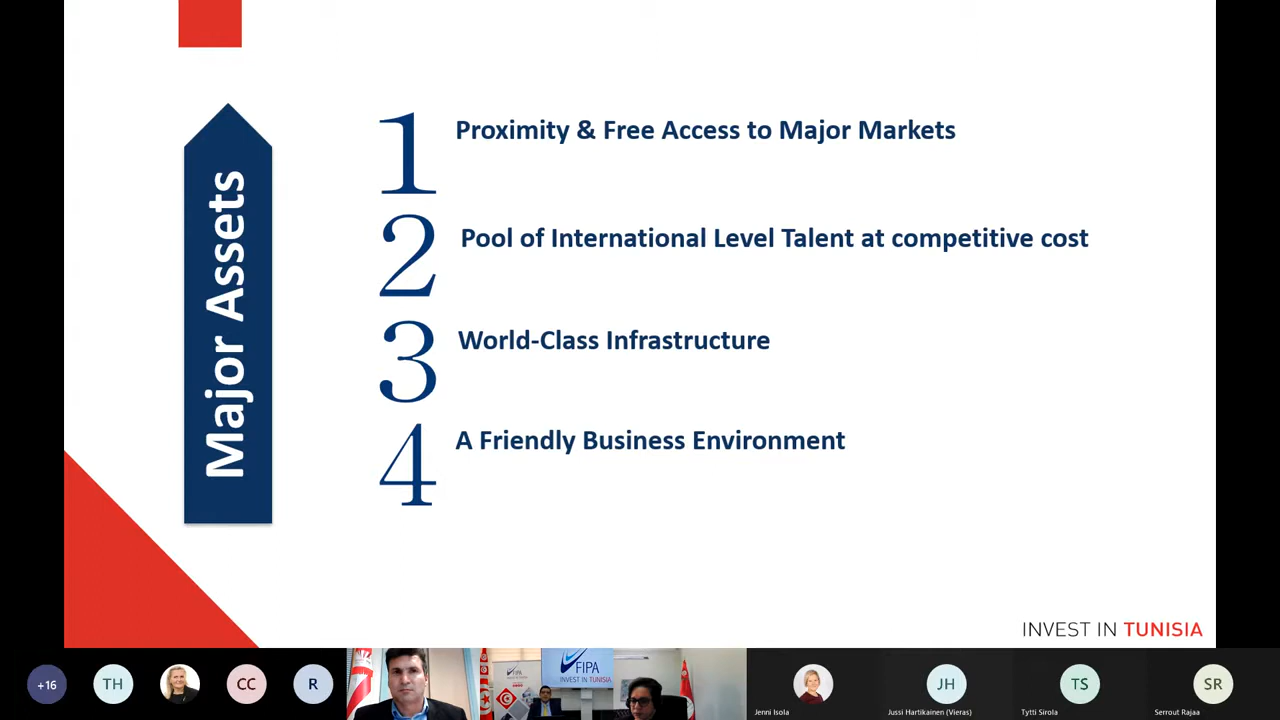 Major Assets
1
Proximity & Free Access to Major Markets
2
Pool of International Level Talent at competitive cost
3
World-Class Infrastructure
4
A Friendly Business Environment
INVEST IN TUNISIA
+16
TH
CC
R
FIPA
FIPA
INVEST IN TUNISIA
Jenni Isola
JH
Jussi Hartikainen (Vieras)
TS
Tytti Sirola
SR
Serrout Rajaa